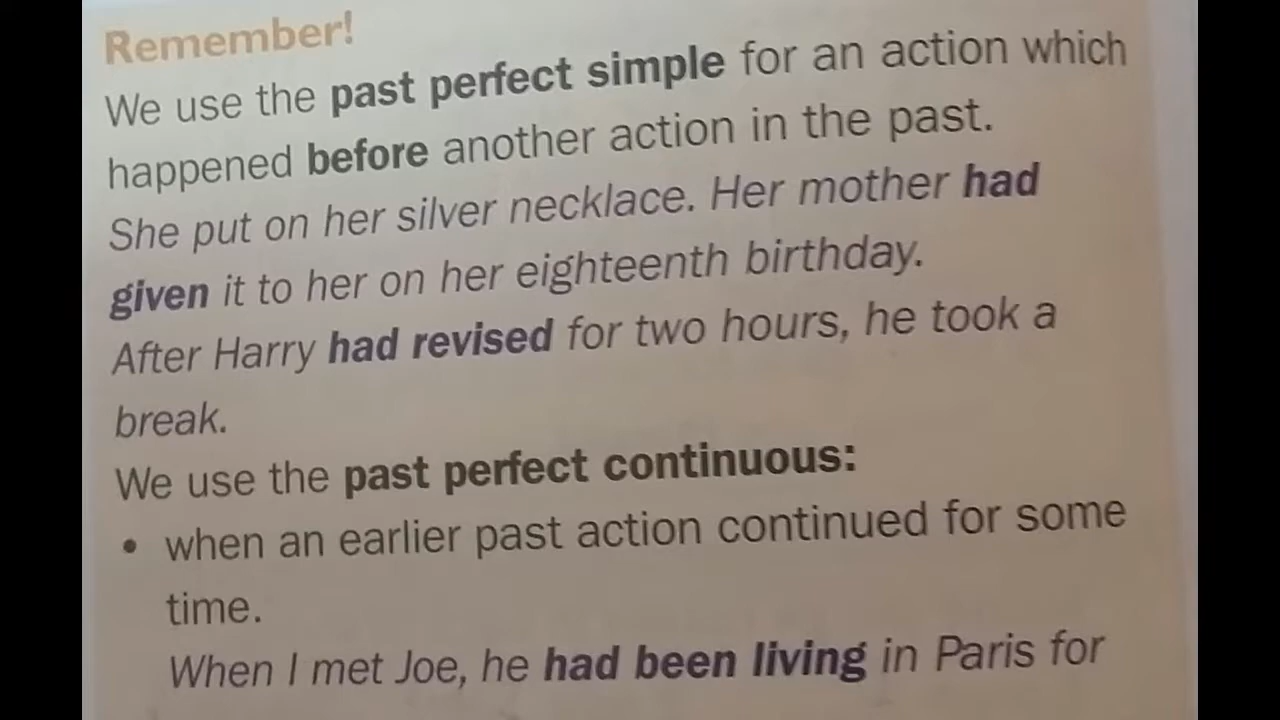 Remember!
We use the past perfect simple for an action which
happened before another action in the past.
She put on her silver necklace. Her mother had
given it to her on her eighteenth birthday.
After Harry had revised for two hours, he took a
break.
We use the past perfect continuous:
• when an earlier past action continued for some
time.
When I met Joe, he had been living in Paris for